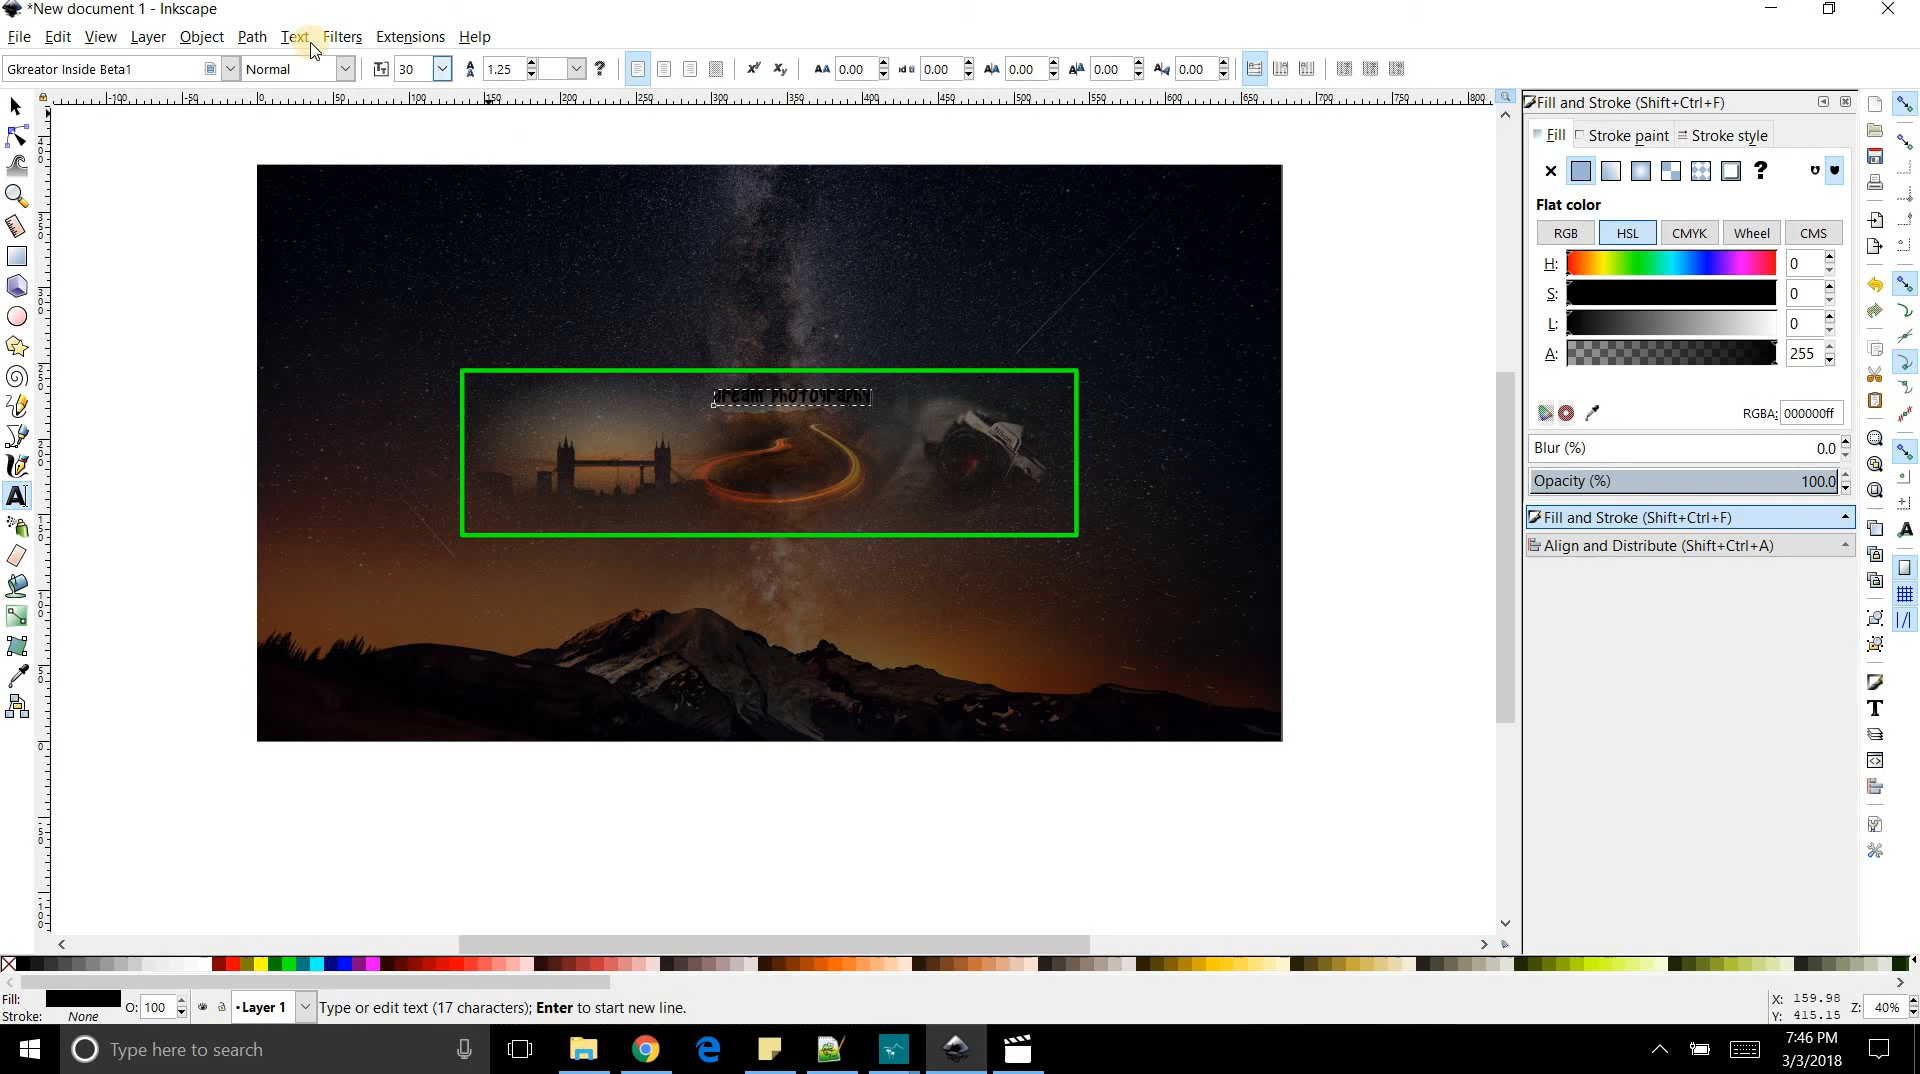 *New document 1 - Inkscape
File Edit View Layer Object Path Text Filters Extensions Help
Gkreator Inside Beta1 Normal 30 1.25 0.00 0.00 0.00 0.00 0.00
Fill and Stroke (Shift+Ctrl+F)
Fill Stroke paint Stroke style
Flat color
RGB HSL CMYK Wheel CMS
H: 0
S: 0
L: 0
A: 255
RGBA: 000000ff
Blur (%) 0.0
Opacity (%) 100.0
Fill and Stroke (Shift+Ctrl+F)
Align and Distribute (Shift+Ctrl+A)
Dream Photography
Nikon
Fill:
Stroke: None
O: 100
Layer 1
Type or edit text (17 characters); Enter to start new line.
X: 159.98
Y: 415.15
Z: 40%
Type here to search
7:46 PM
3/3/2018